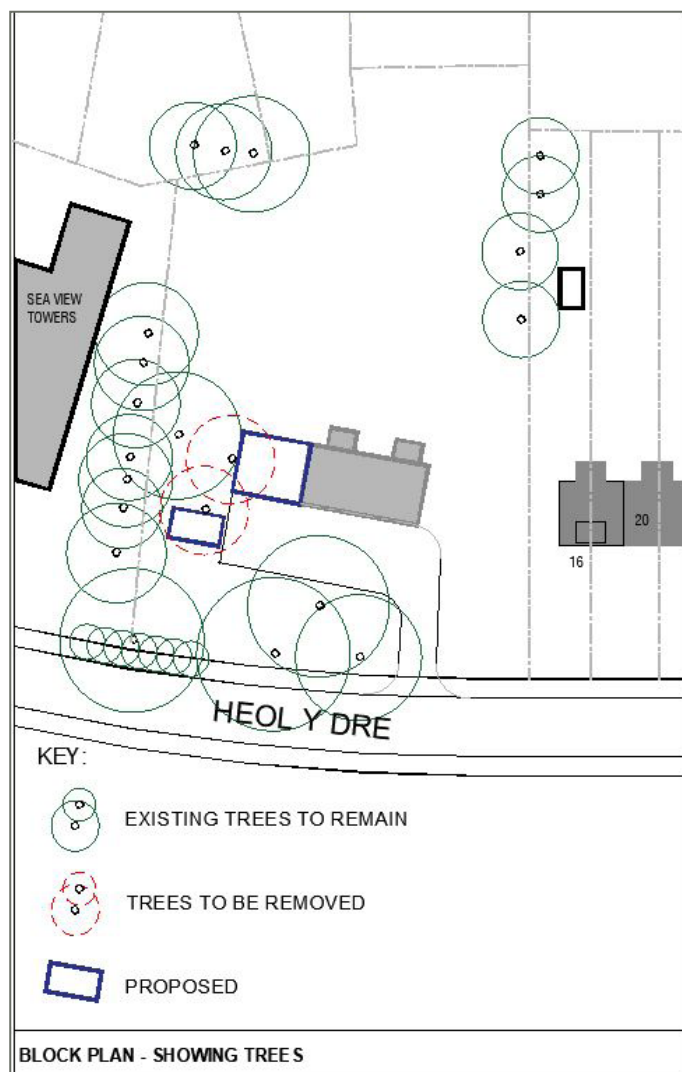 SEA VIEW
TOWERS
20
16
HEOL Y DRE
KEY:
EXISTING TREES TO REMAIN
TREES TO BE REMOVED
PROPOSED
BLOCK PLAN - SHOWING TREES